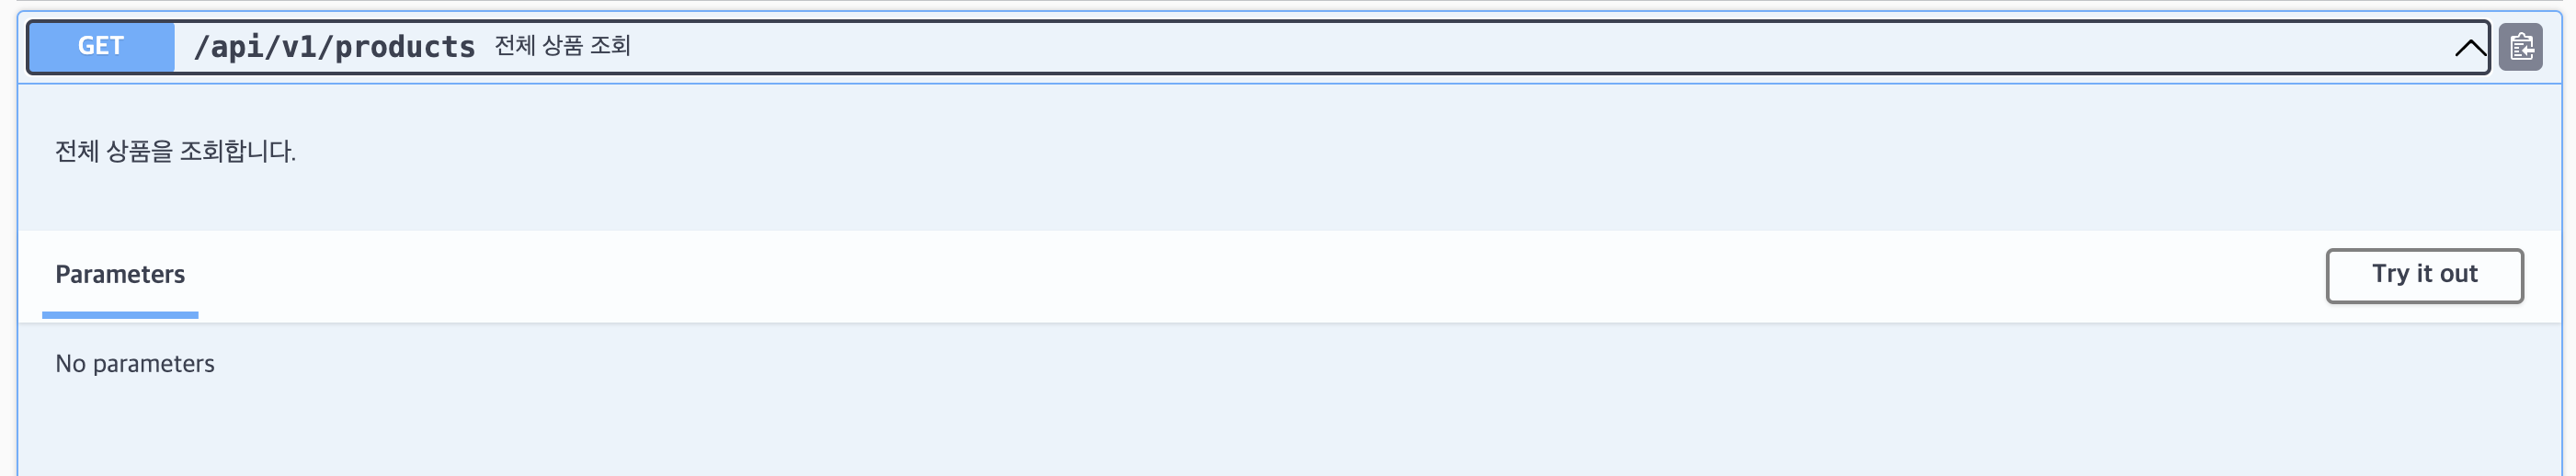 GET /api/v1/products 전체 상품 조회
전체 상품을 조회합니다.
Parameters Try it out
No parameters